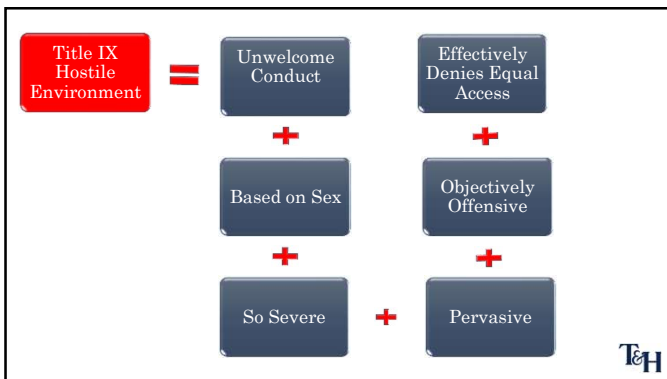 Title IX
Hostile
Environment
=
Unwelcome
Conduct
+
Based on Sex
+
So Severe
+
Pervasive
+
Objectively
Offensive
+
Effectively
Denies Equal
Access
T&H